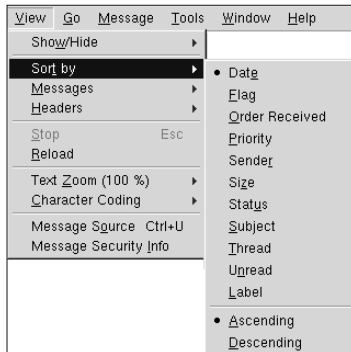 View Go Message Tools Window Help
Show/Hide
Sort by
Messages
Headers
Stop Esc
Reload
Text Zoom (100 %)
Character Coding
Message Source Ctrl+U
Message Security Info
Date
Flag
Order Received
Priority
Sender
Size
Status
Subject
Thread
Unread
Label
Ascending
Descending